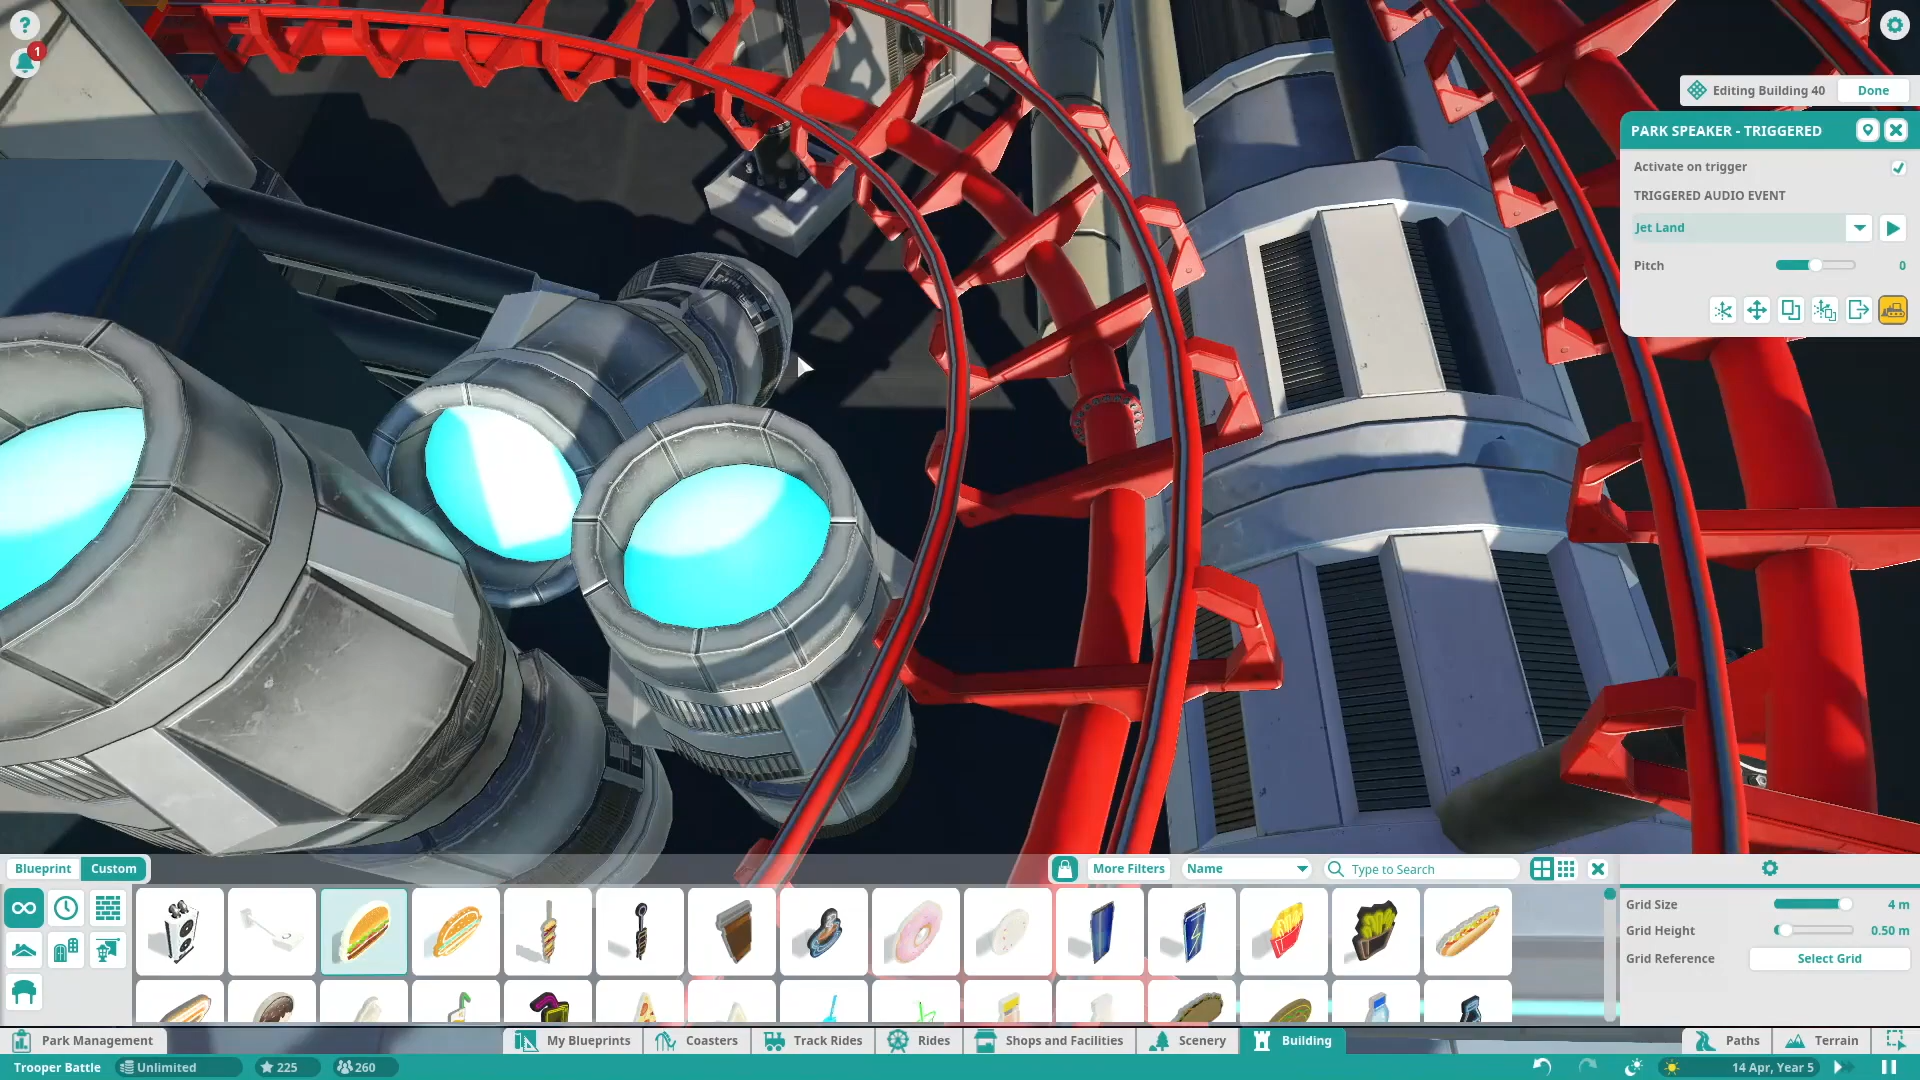 ?
1
Editing Building 40
Done
PARK SPEAKER - TRIGGERED
Activate on trigger
TRIGGERED AUDIO EVENT
Jet Land
Pitch
0
Blueprint
Custom
More Filters
Name
Type to Search
Grid Size
4 m
Grid Height
0.50 m
Grid Reference
Select Grid
Park Management
My Blueprints
Coasters
Track Rides
Rides
Shops and Facilities
Scenery
Building
Paths
Terrain
Trooper Battle
Unlimited
225
260
14 Apr, Year 5